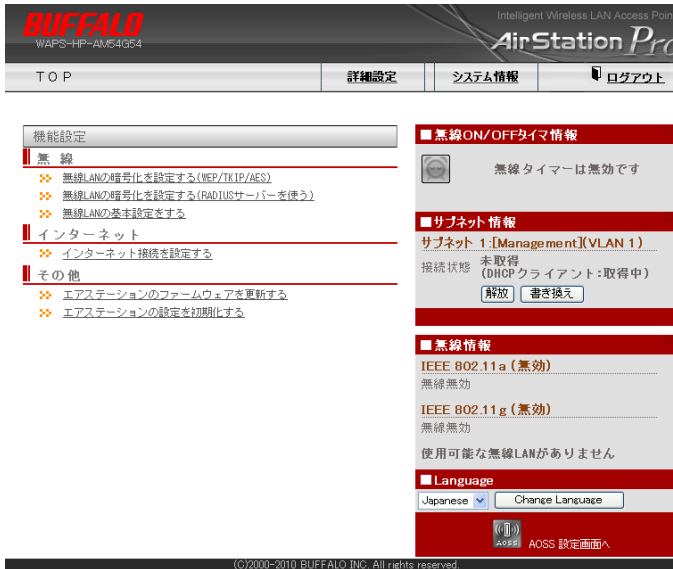 BUFFALO
WAPS-HP-AM54G54
Intelligent Wireless LAN Access Poin
AirStation Pro
TOP
詳細設定
システム情報
ログアウト
機能設定
無 線
無線LANの暗号化を設定する(WEP/TKIP/AES)
無線LANの暗号化を設定する(RADIUSサーバーを使う)
無線LANの基本設定をする
インターネット
インターネット接続を設定する
その他
エアステーションのファームウェアを更新する
エアステーションの設定を初期化する
■無線ON/OFFタイマ情報
無線タイマーは無効です
■サブネット情報
サブネット 1:[Management](VLAN 1)
接続状態 未取得
(DHCPクライアント:取得中)
解放 書き換え
■無線情報
IEEE 802.11a (無効)
無線無効
IEEE 802.11g (無効)
無線無効
使用可能な無線LANがありません
■Language
Japanese Change Language
AOSS AOSS 設定画面へ
(C)2000-2010 BUFFALO INC. All rights reserved.